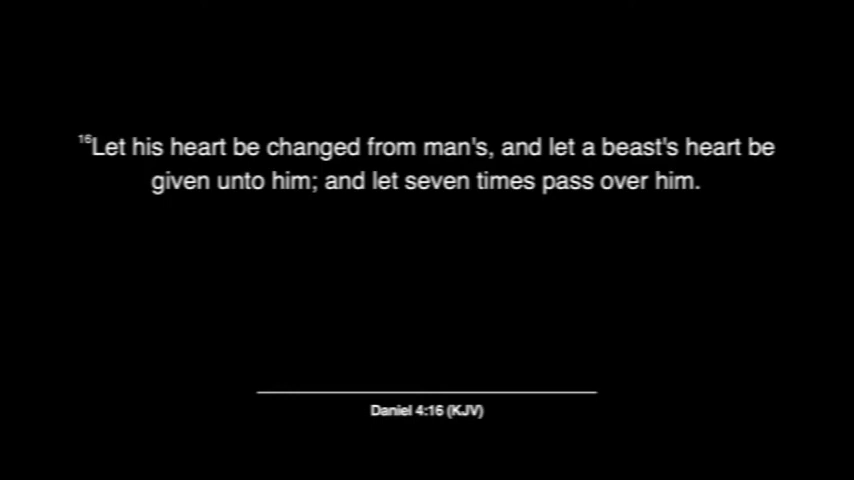 16Let his heart be changed from man's, and let a beast's heart be
given unto him; and let seven times pass over him.
Daniel 4:16 (KJV)